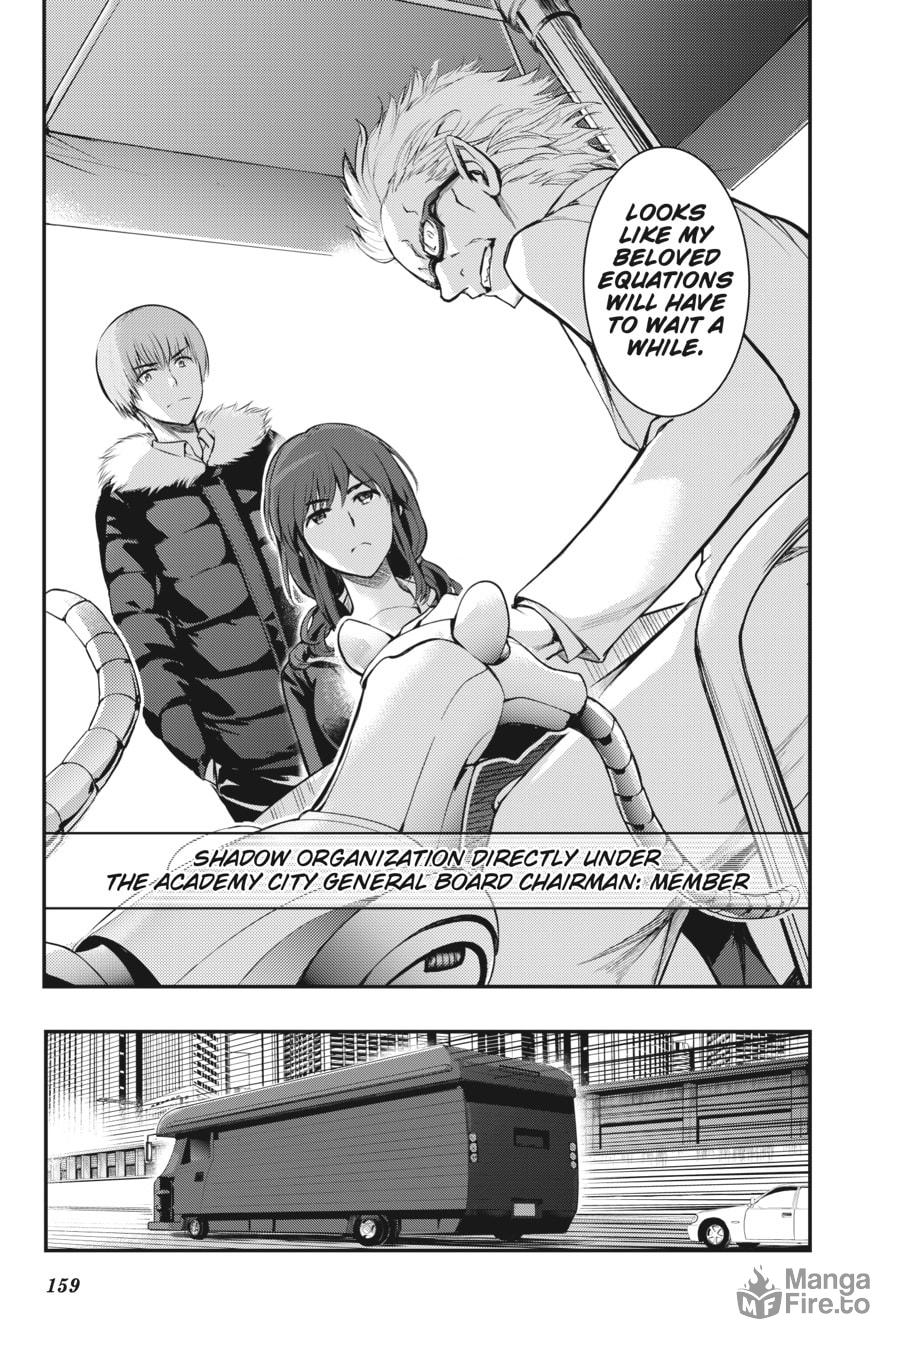 LOOKS
LIKE MY
BELOVED
EQUATIONS
WILL HAVE
TO WAIT A
WHILE.
SHADOW ORGANIZATION DIRECTLY UNDER
THE ACADEMY CITY GENERAL BOARD CHAIRMAN: MEMBER
159
MF
Manga
Fire.to